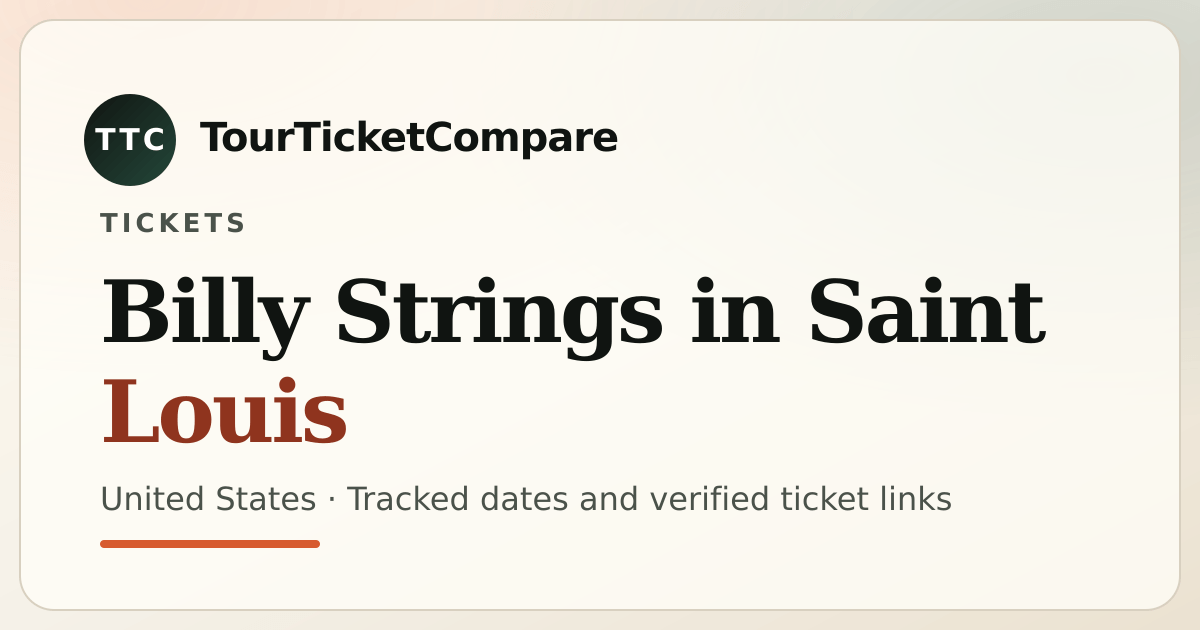 TTC TourTicketCompare
TICKETS
Billy Strings in Saint
Louis
United States · Tracked dates and verified ticket links